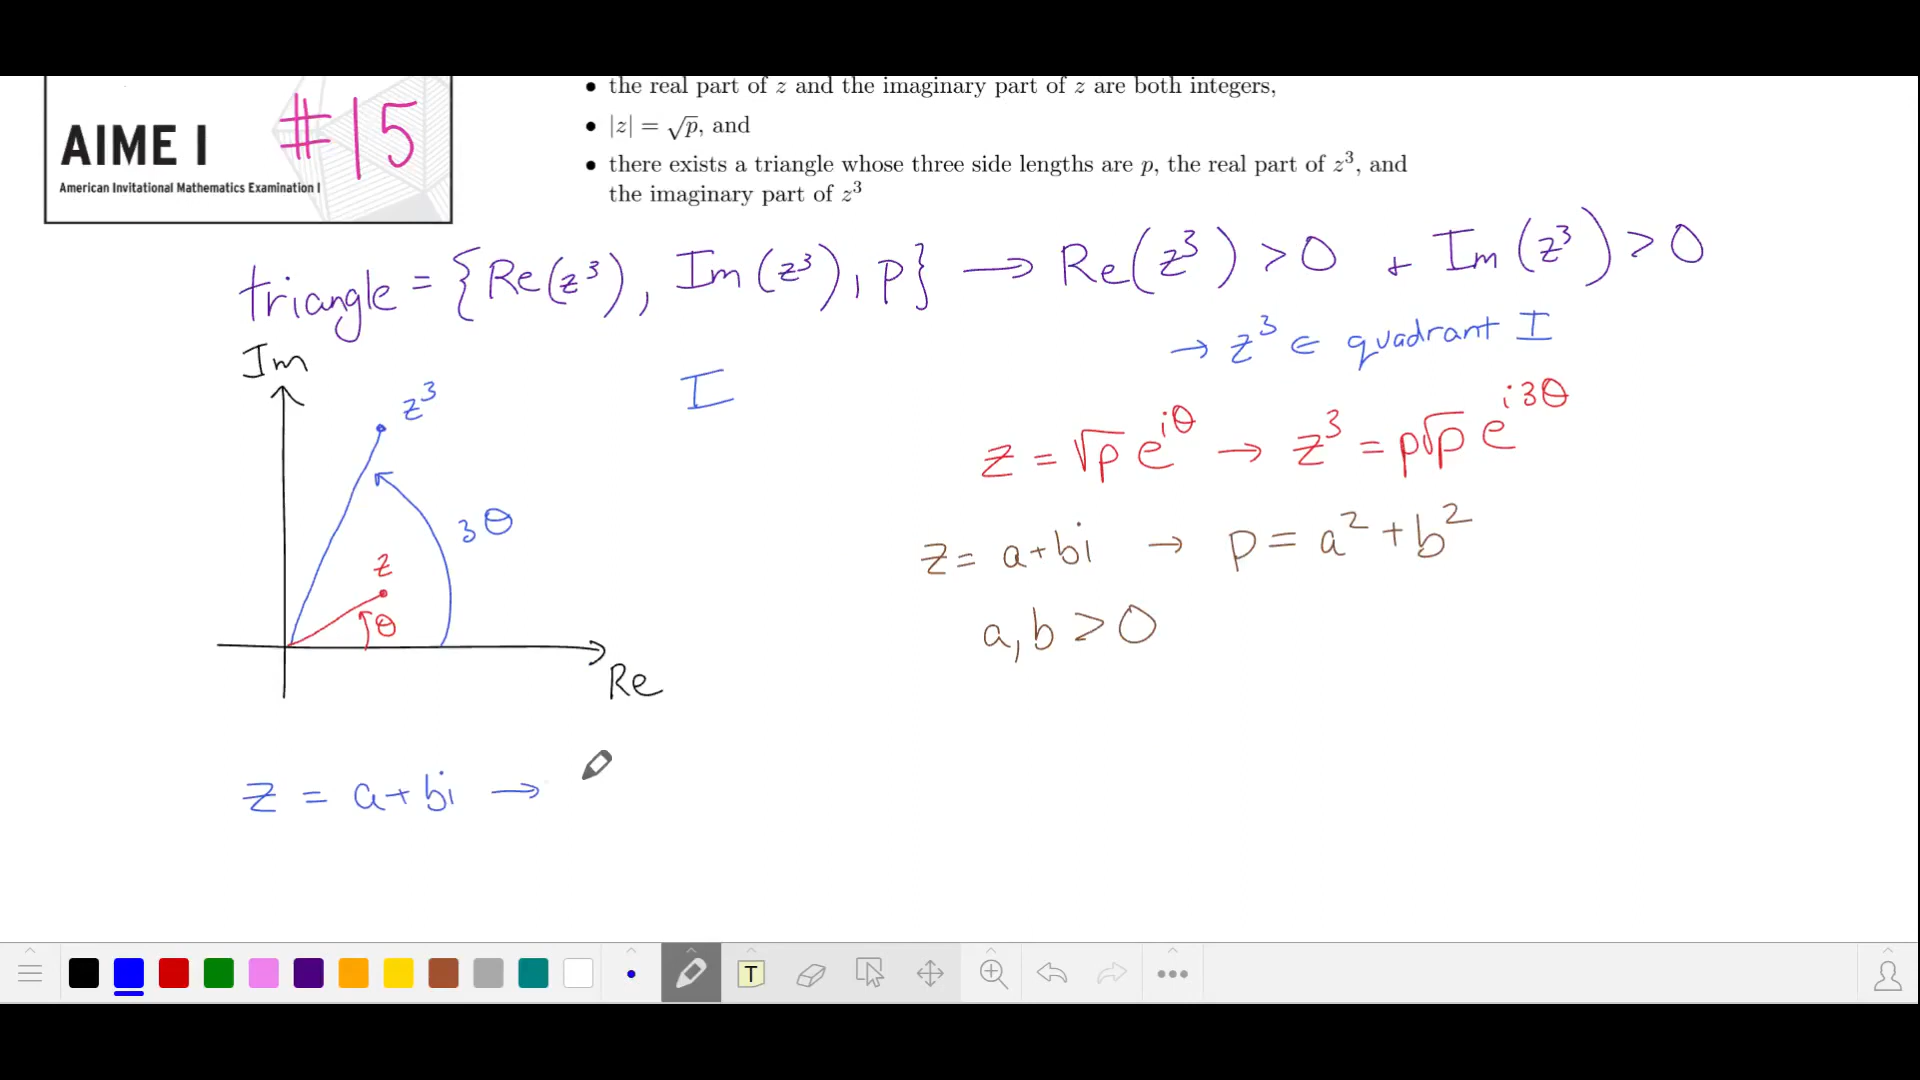 • the real part of z and the imaginary part of z are both integers,
AIME I #15
• |z| = √p, and
American Invitational Mathematics Examination I
• there exists a triangle whose three side lengths are p, the real part of z³, and
the imaginary part of z³
triangle = {Re(z³), Im(z³), p} → Re(z³) > 0 + Im(z³) > 0
→ z³ ∈ quadrant I
Im
I
z³
z = √p e^{iθ} → z³ = p√p e^{i3θ}
3θ
z = a+bi → p = a² + b²
z
θ
a, b > 0
Re
z = a+bi →
T